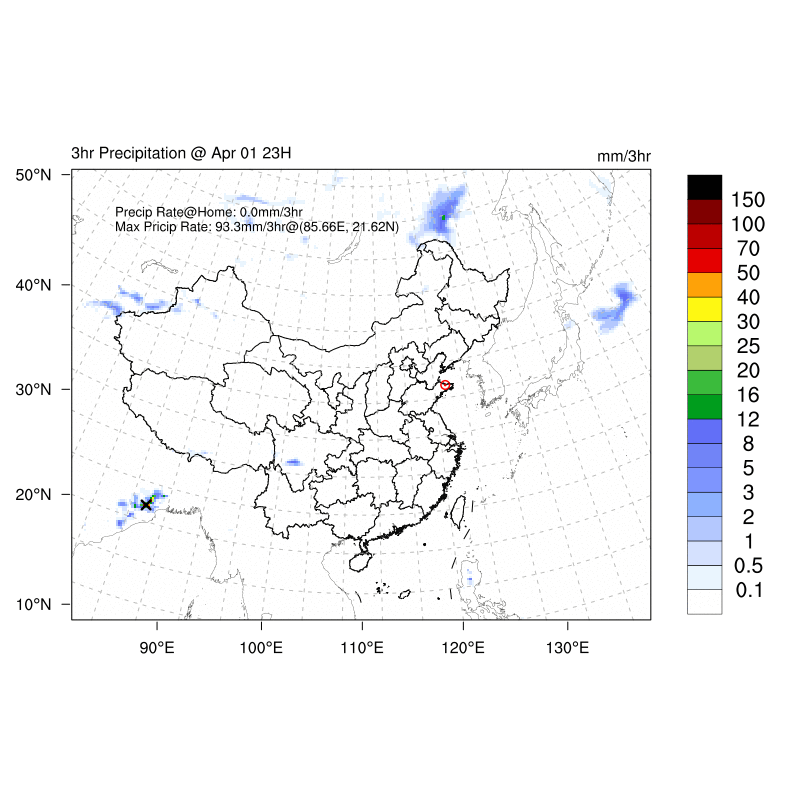 3hr Precipitation @ Apr 01 23H
mm/3hr
Precip Rate@Home: 0.0mm/3hr
Max Pricip Rate: 93.3mm/3hr@(85.66E, 21.62N)
50°N
40°N
30°N
20°N
10°N
90°E
100°E
110°E
120°E
130°E
150
100
70
50
40
30
25
20
16
12
8
5
3
2
1
0.5
0.1